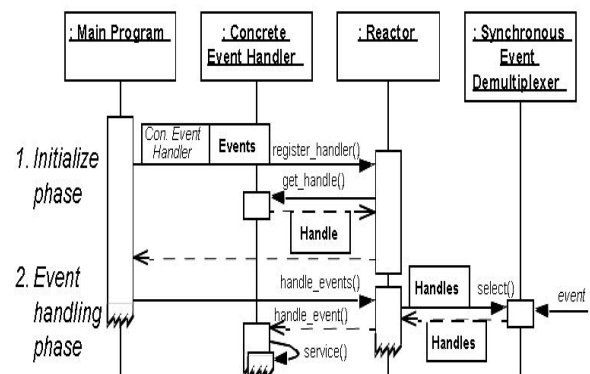 : Main Program
: Concrete
Event Handler
: Reactor
: Synchronous
Event
Demultiplexer
1. Initialize
phase
Con. Event
Handler
Events
register_handler()
get_handle()
Handle
2. Event
handling
phase
handle_events()
Handles
select()
event
handle_event()
Handles
service()